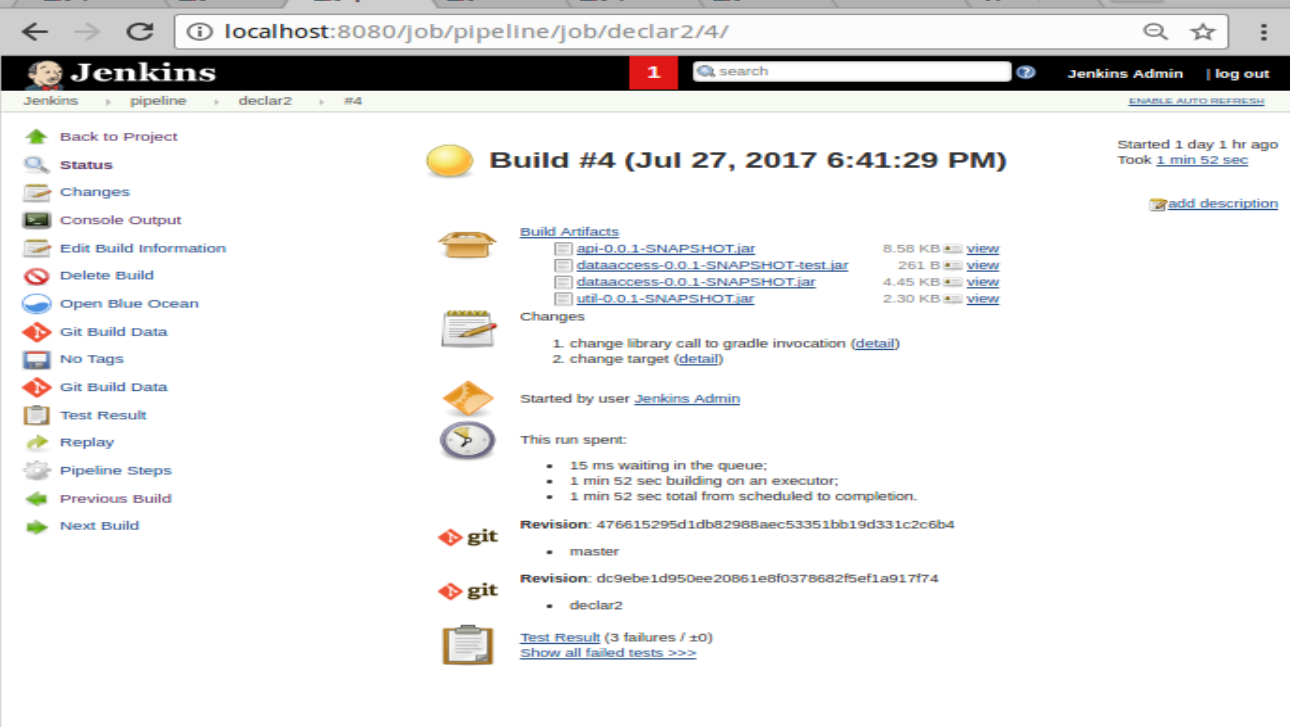 localhost:8080/job/pipeline/job/declar2/4/
Jenkins
1
search
Jenkins Admin
| log out
Jenkins
pipeline
declar2
#4
ENABLE AUTO REFRESH
Back to Project
Status
Changes
Console Output
Edit Build Information
Delete Build
Open Blue Ocean
Git Build Data
No Tags
Git Build Data
Test Result
Replay
Pipeline Steps
Previous Build
Next Build
Build #4 (Jul 27, 2017 6:41:29 PM)
Started 1 day 1 hr ago
Took 1 min 52 sec
add description
Build Artifacts
api-0.0.1-SNAPSHOT.jar 8.58 KB view
dataaccess-0.0.1-SNAPSHOT-test.jar 261 B view
dataaccess-0.0.1-SNAPSHOT.jar 4.45 KB view
util-0.0.1-SNAPSHOT.jar 2.30 KB view
Changes
1. change library call to gradle invocation (detail)
2. change target (detail)
Started by user Jenkins Admin
This run spent:
• 15 ms waiting in the queue;
• 1 min 52 sec building on an executor;
• 1 min 52 sec total from scheduled to completion.
git
Revision: 476615295d1db82988aec53351bb19d331c2c6b4
• master
git
Revision: dc9ebe1d950ee20861e8f0378682f5ef1a917f74
• declar2
Test Result (3 failures / ±0)
Show all failed tests >>>